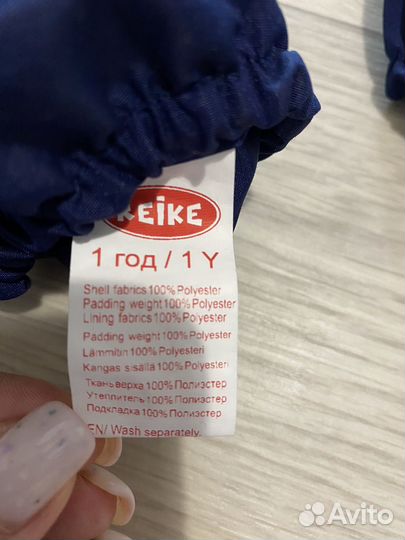 REIKE
1 год / 1 Y
Shell fabrics 100% Polyester
Padding weight 100% Polyester
Lining fabrics 100% Polyester
Padding weight 100% Polyester
Lämmitin 100% Polyesteri
Kangas sisällä 100% Polyesteri
Ткань верха 100% Полиэстер
Утеплитель 100% Полиэстер
Подкладка 100% Полиэстер
EN/ Wash separately.
Avito